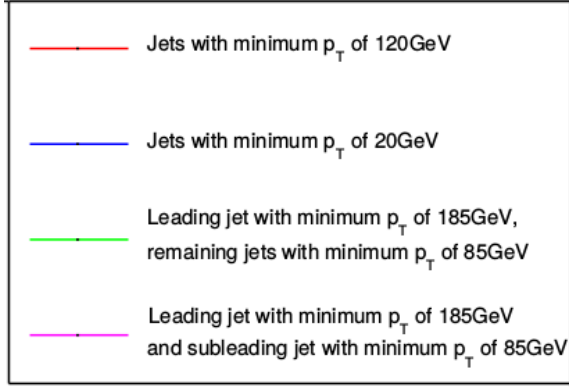 Jets with minimum p_T of 120GeV
Jets with minimum p_T of 20GeV
Leading jet with minimum p_T of 185GeV,
remaining jets with minimum p_T of 85GeV
Leading jet with minimum p_T of 185GeV
and subleading jet with minimum p_T of 85GeV